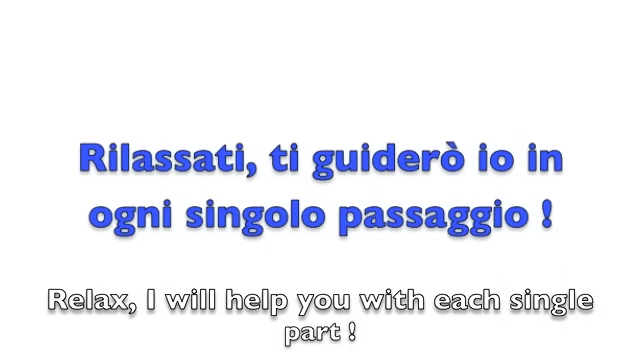 Rilassati, ti guiderò io in
ogni singolo passaggio !
Relax, I will help you with each single
part !